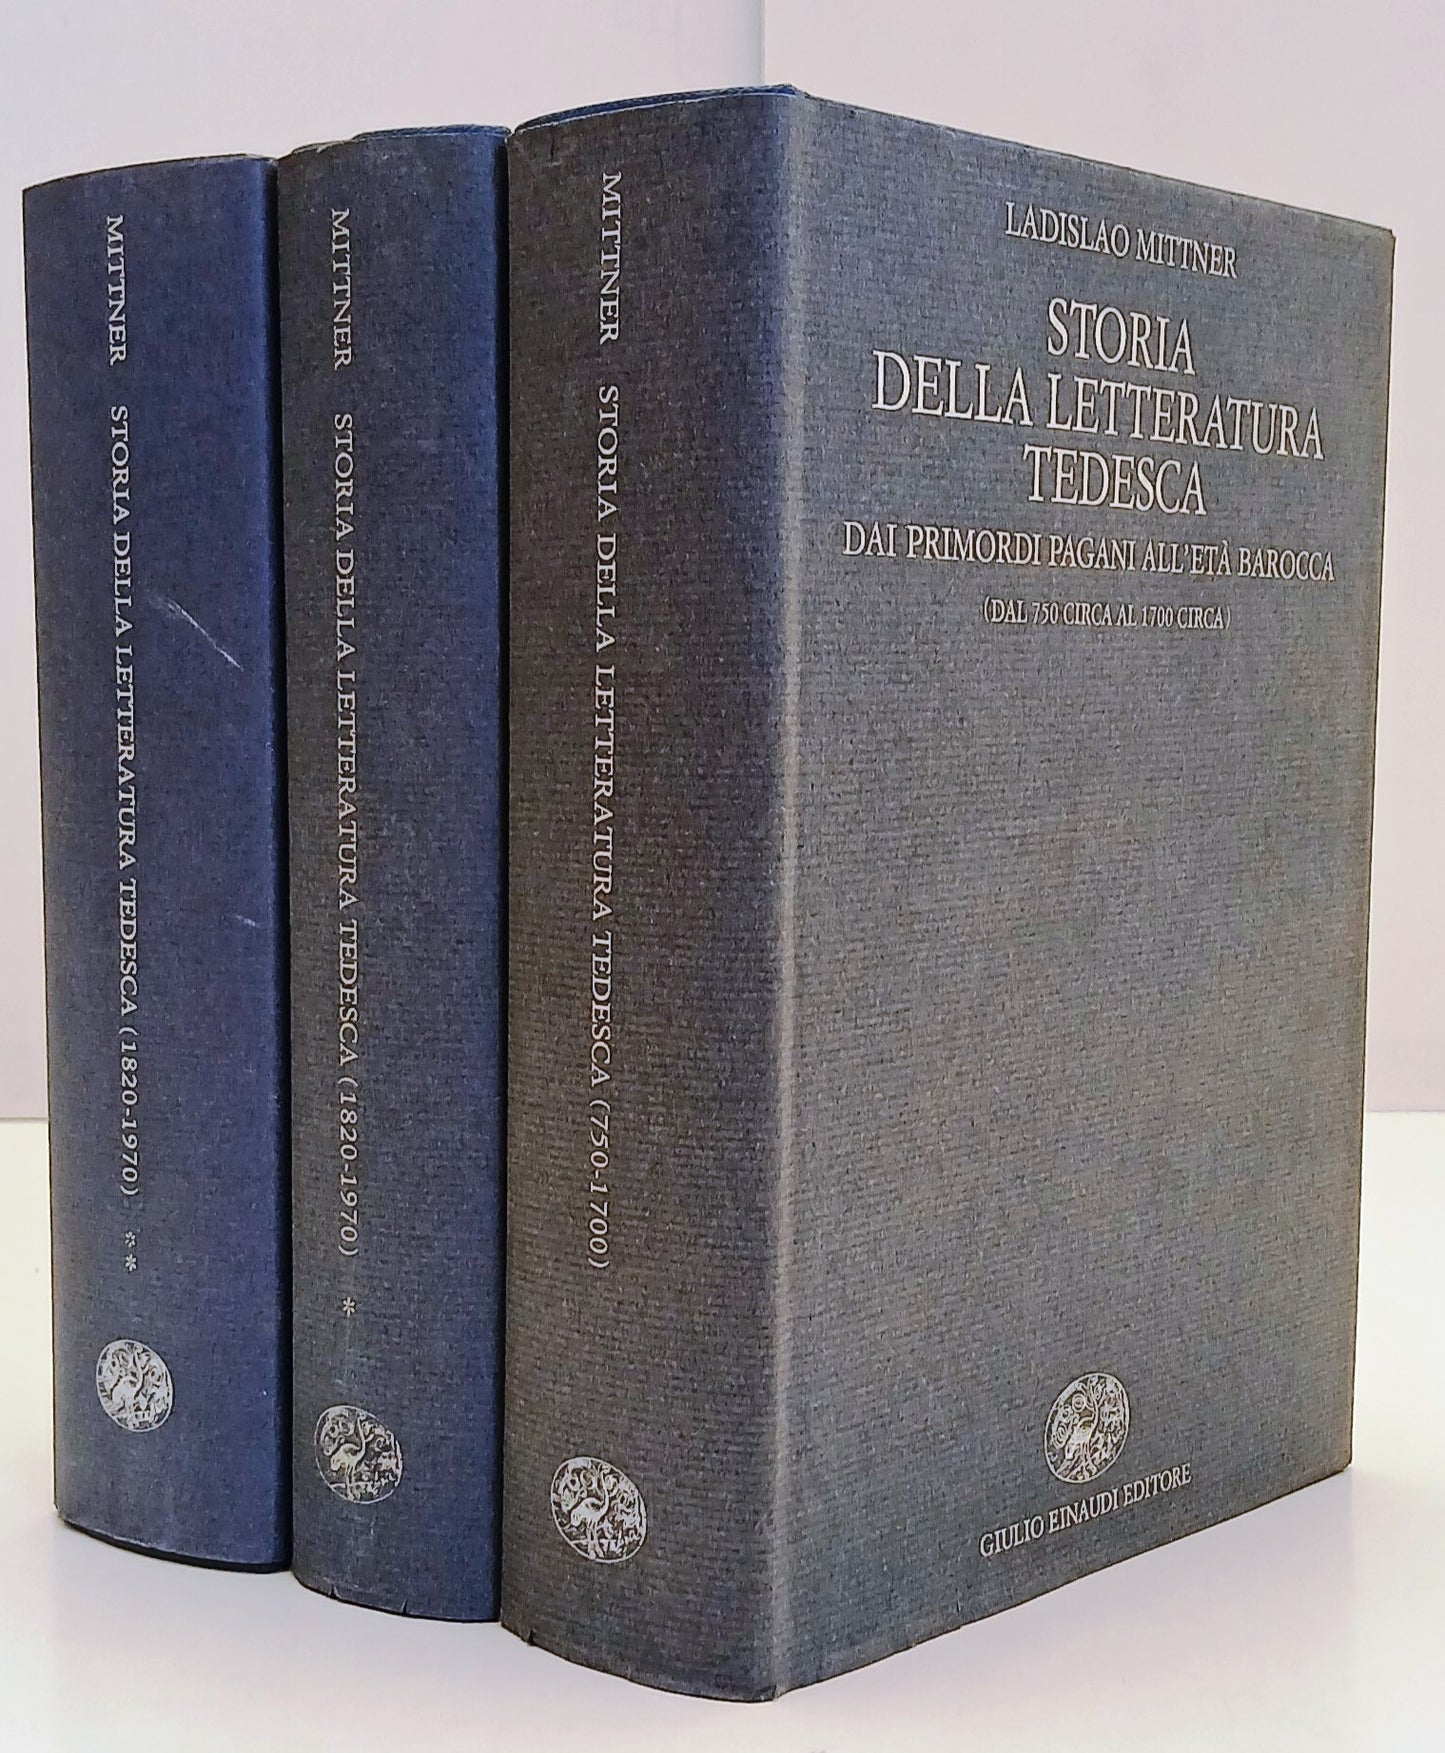 MITTNER STORIA DELLA LETTERATURA TEDESCA (1820-1970) **
MITTNER STORIA DELLA LETTERATURA TEDESCA (1820-1970) *
MITTNER STORIA DELLA LETTERATURA TEDESCA (750-1700)
LADISLAO MITTNER
STORIA
DELLA LETTERATURA
TEDESCA
DAI PRIMORDI PAGANI ALL'ETÀ BAROCCA
(DAL 750 CIRCA AL 1700 CIRCA)
GIULIO EINAUDI EDITORE